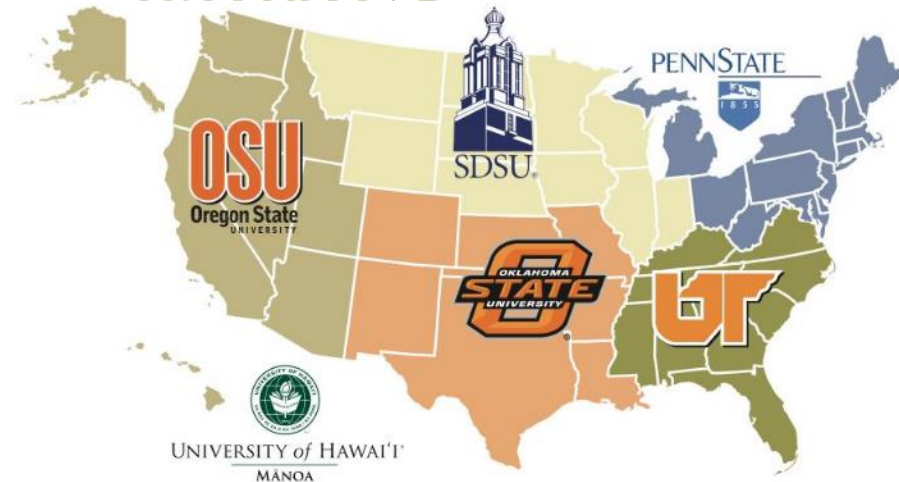 PENNSTATE
1855
SDSU
OSU
Oregon State
UNIVERSITY
OKLAHOMA
STATE
UNIVERSITY
UT
UNIVERSITY of HAWAI‘I®
MĀNOA